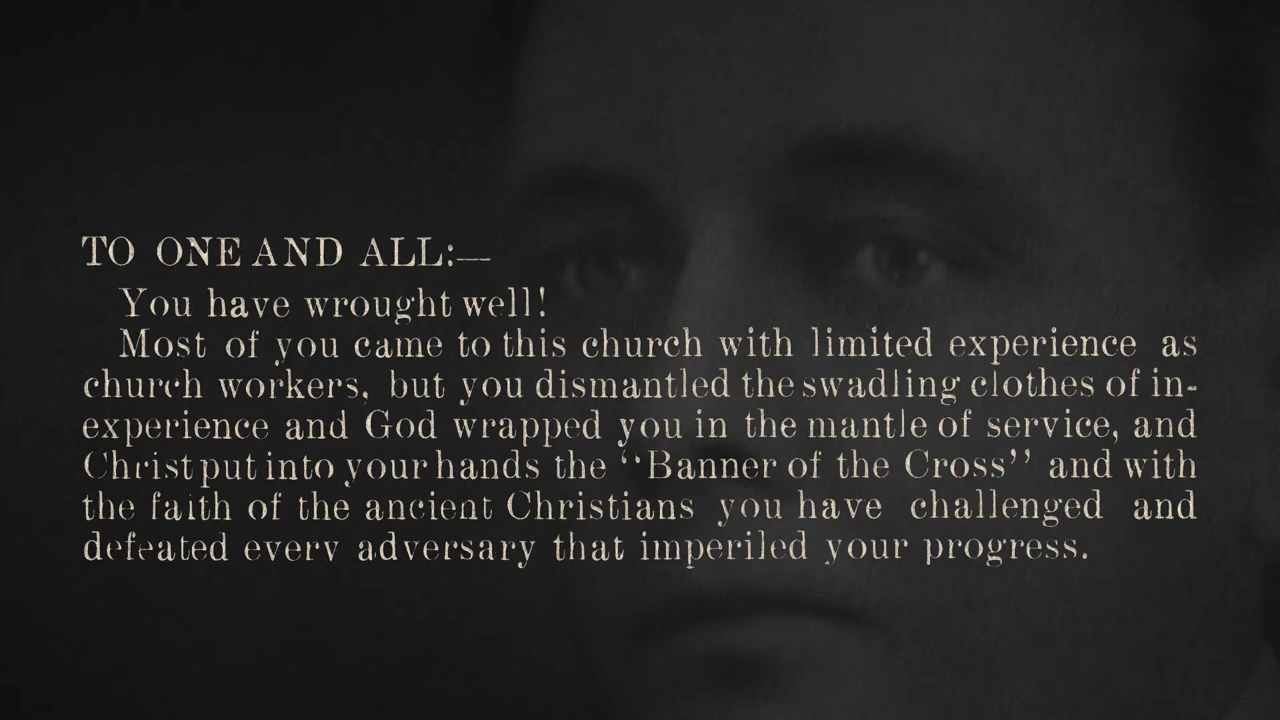 TO ONE AND ALL:—
You have wrought well!
Most of you came to this church with limited experience as
church workers, but you dismantled the swadling clothes of in-
experience and God wrapped you in the mantle of service, and
Christ put into your hands the ‘‘Banner of the Cross’’ and with
the faith of the ancient Christians you have challenged and
defeated every adversary that imperiled your progress.